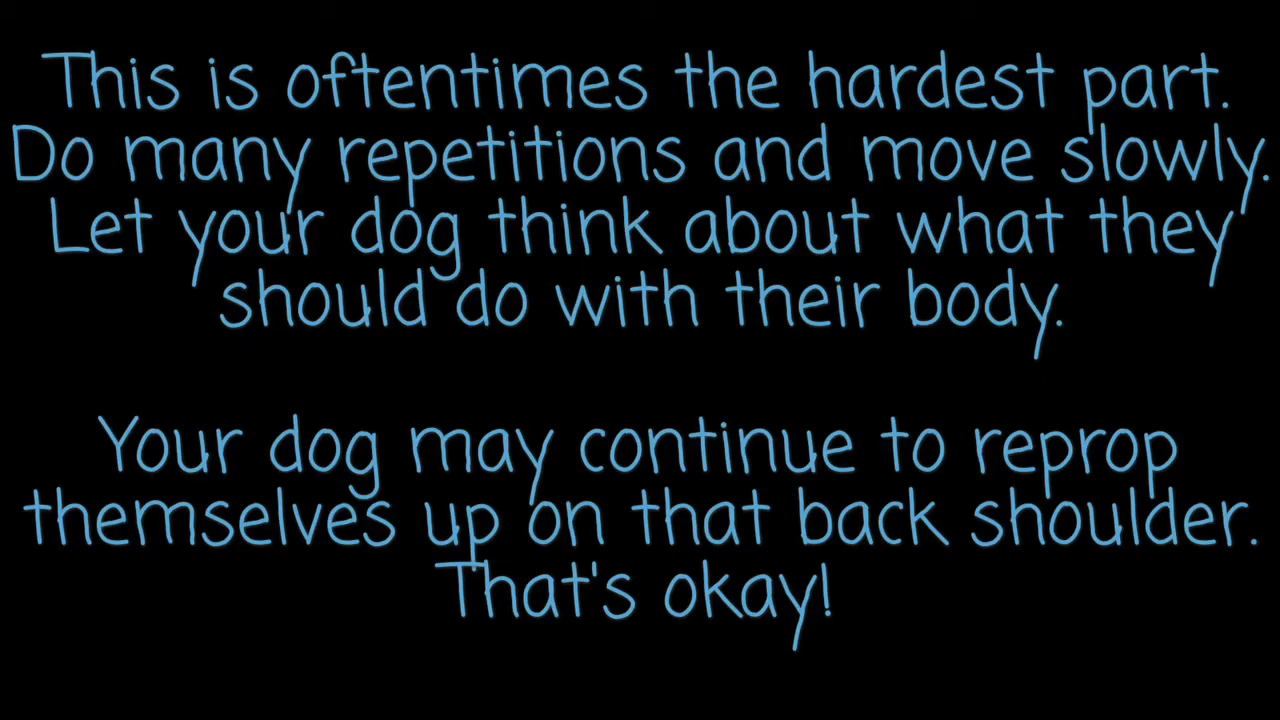 This is oftentimes the hardest part.
Do many repetitions and move slowly.
Let your dog think about what they
should do with their body.
Your dog may continue to reprop
themselves up on that back shoulder.
That's okay!